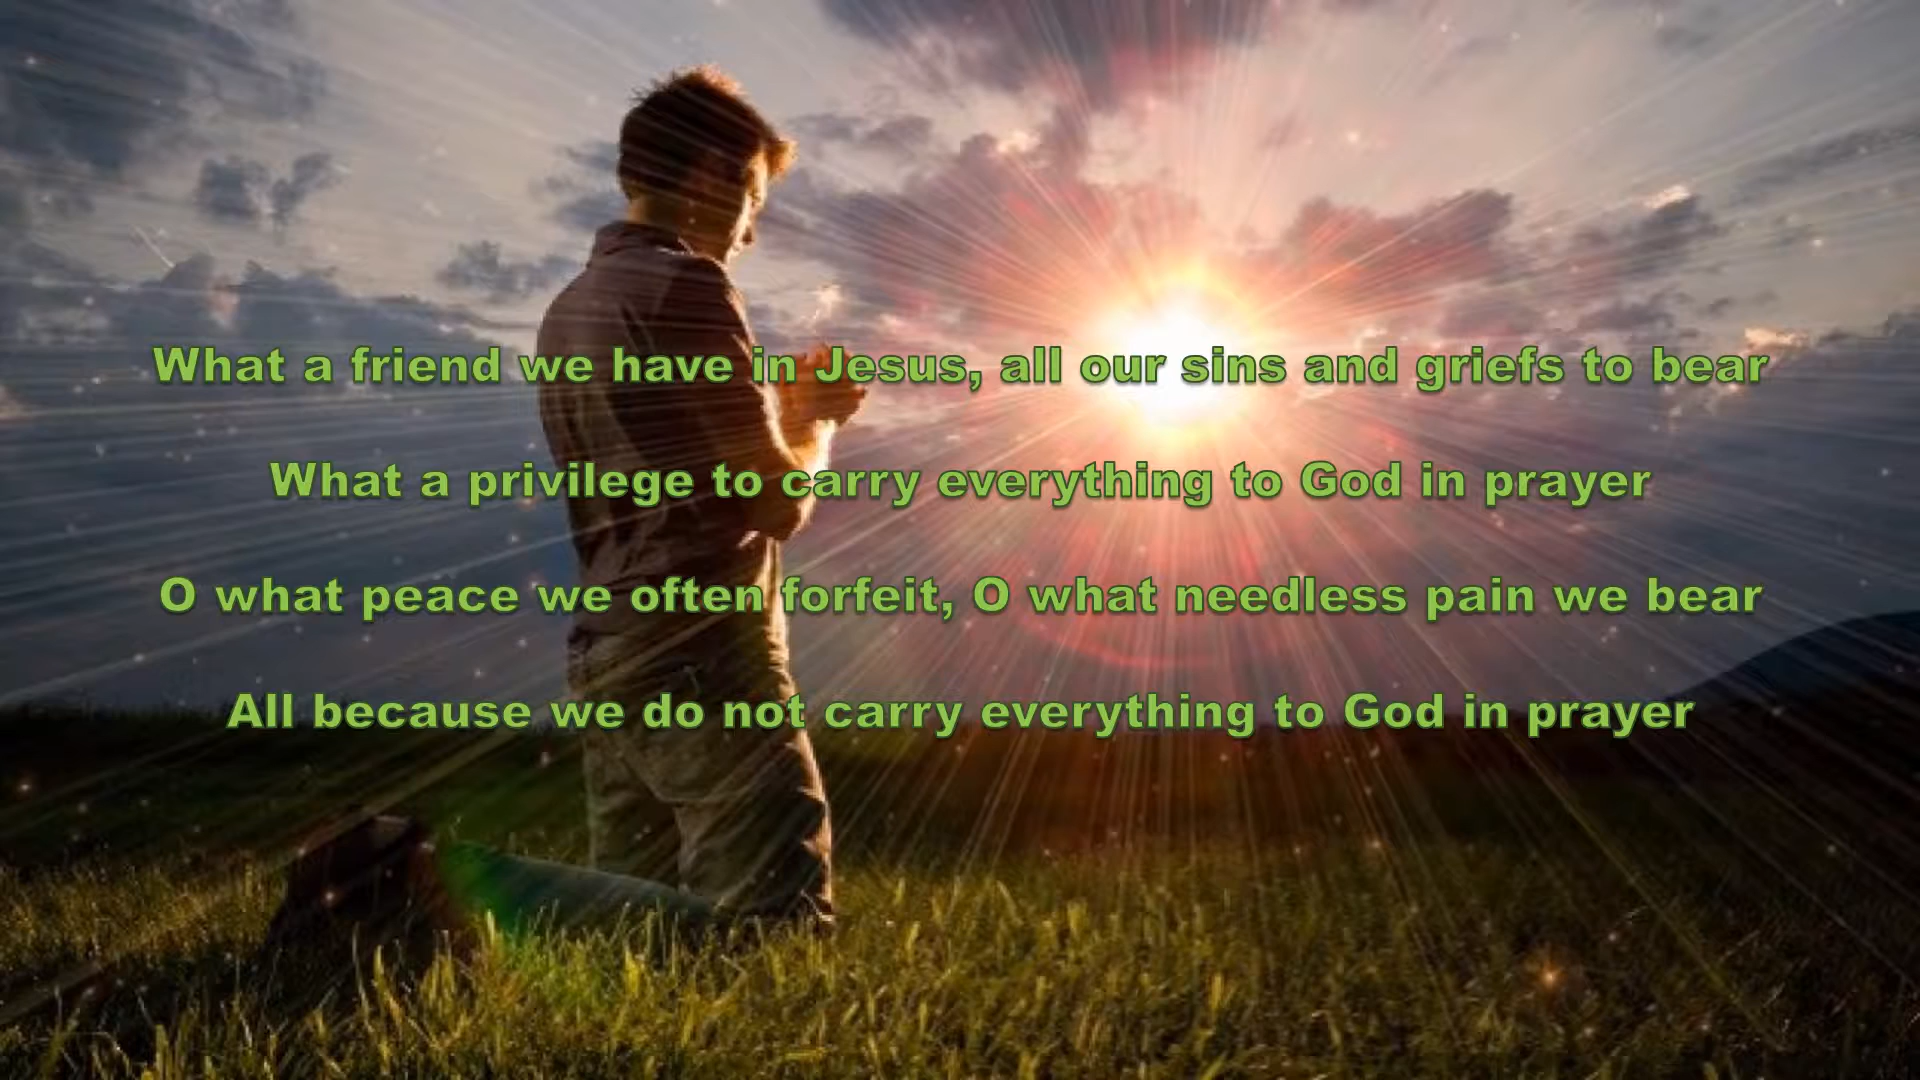 What a friend we have in Jesus, all our sins and griefs to bear
What a privilege to carry everything to God in prayer
O what peace we often forfeit, O what needless pain we bear
All because we do not carry everything to God in prayer